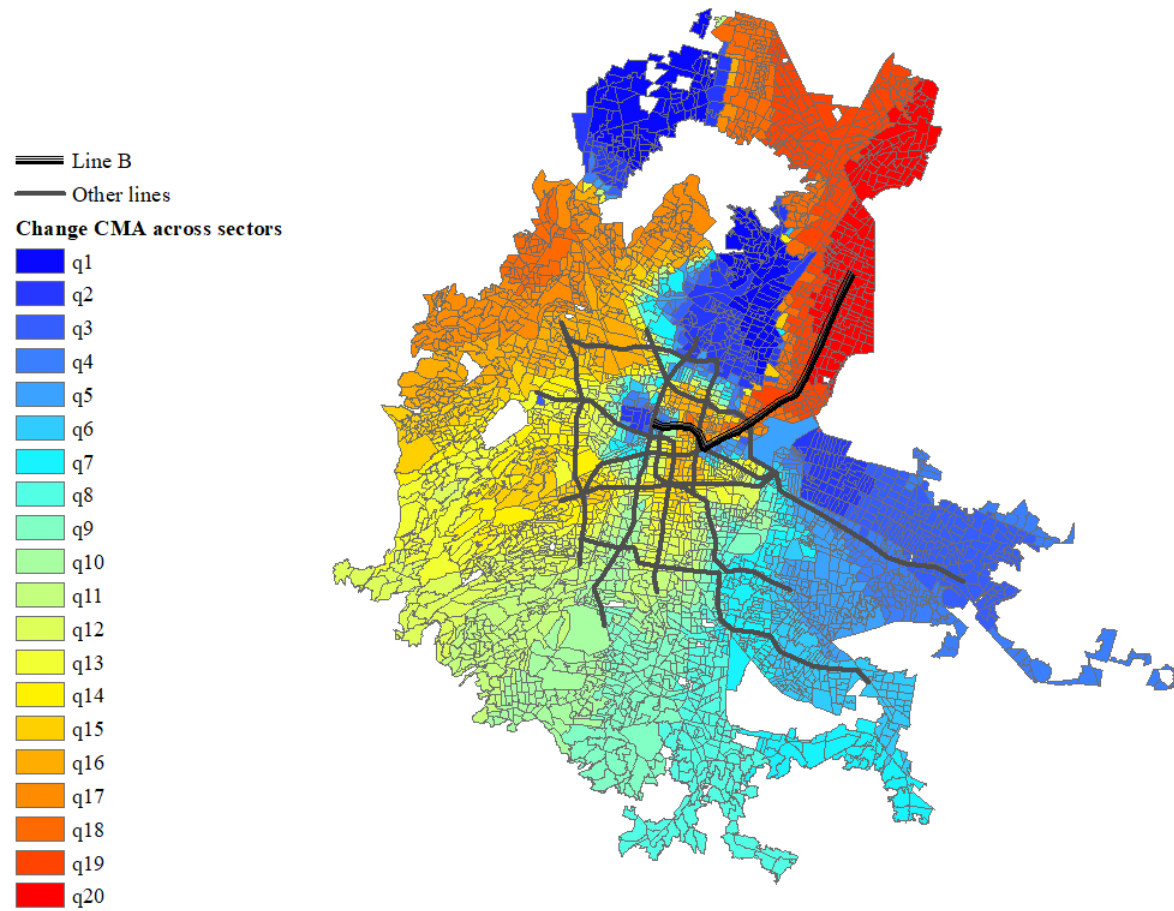 Line B
Other lines
Change CMA across sectors
q1
q2
q3
q4
q5
q6
q7
q8
q9
q10
q11
q12
q13
q14
q15
q16
q17
q18
q19
q20